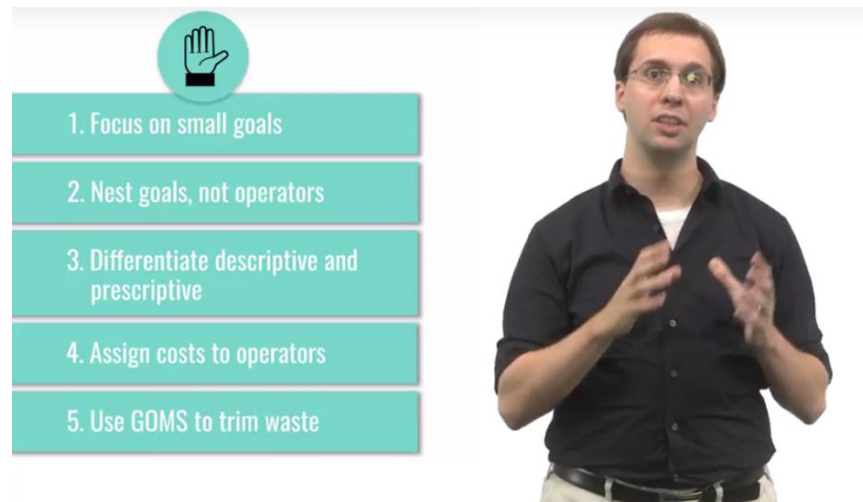 1. Focus on small goals
2. Nest goals, not operators
3. Differentiate descriptive and
prescriptive
4. Assign costs to operators
5. Use GOMS to trim waste